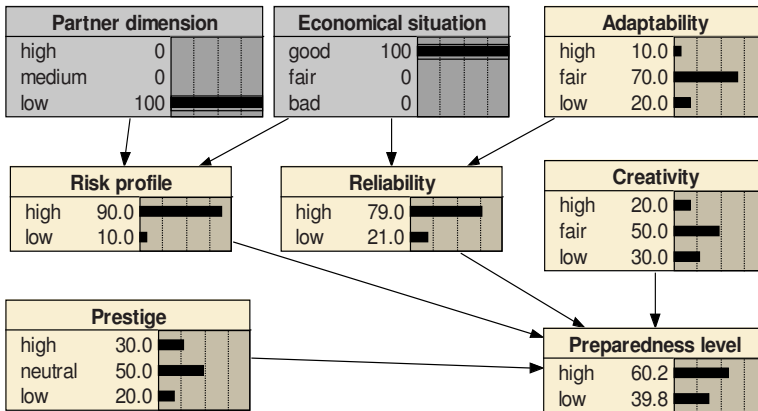 Partner dimension
high 0
medium 0
low 100
Economical situation
good 100
fair 0
bad 0
Adaptability
high 10.0
fair 70.0
low 20.0
Risk profile
high 90.0
low 10.0
Reliability
high 79.0
low 21.0
Creativity
high 20.0
fair 50.0
low 30.0
Prestige
high 30.0
neutral 50.0
low 20.0
Preparedness level
high 60.2
low 39.8